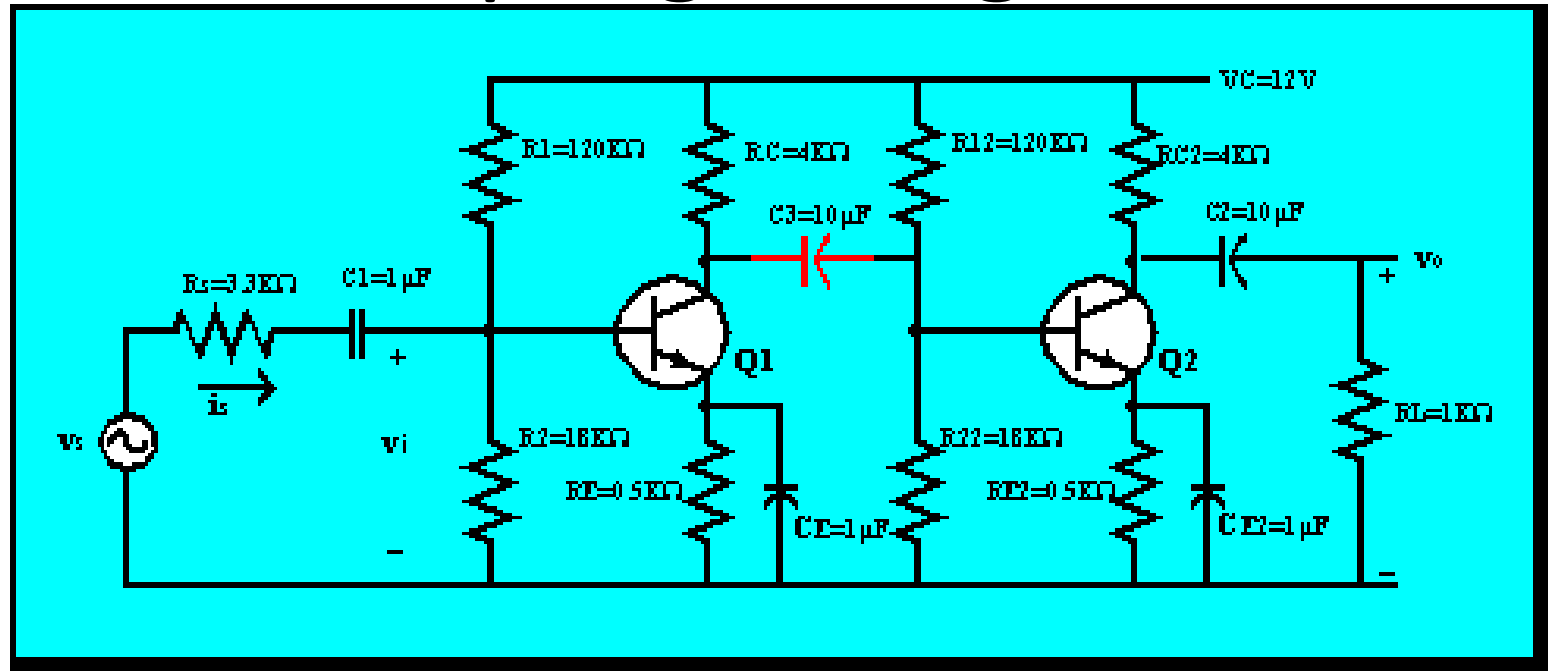 VC=12V
R1=120KΩ
RC=4KΩ
R12=120KΩ
RC2=4KΩ
C3=10µF
C2=10µF
Rs=3.3KΩ
C1=1µF
vo
+
+
Q1
Q2
is
vs
vi
R2=18KΩ
R22=18KΩ
RL=1KΩ
RE=0.5KΩ
RE2=0.5KΩ
CE=1µF
CE2=1µF
-
-